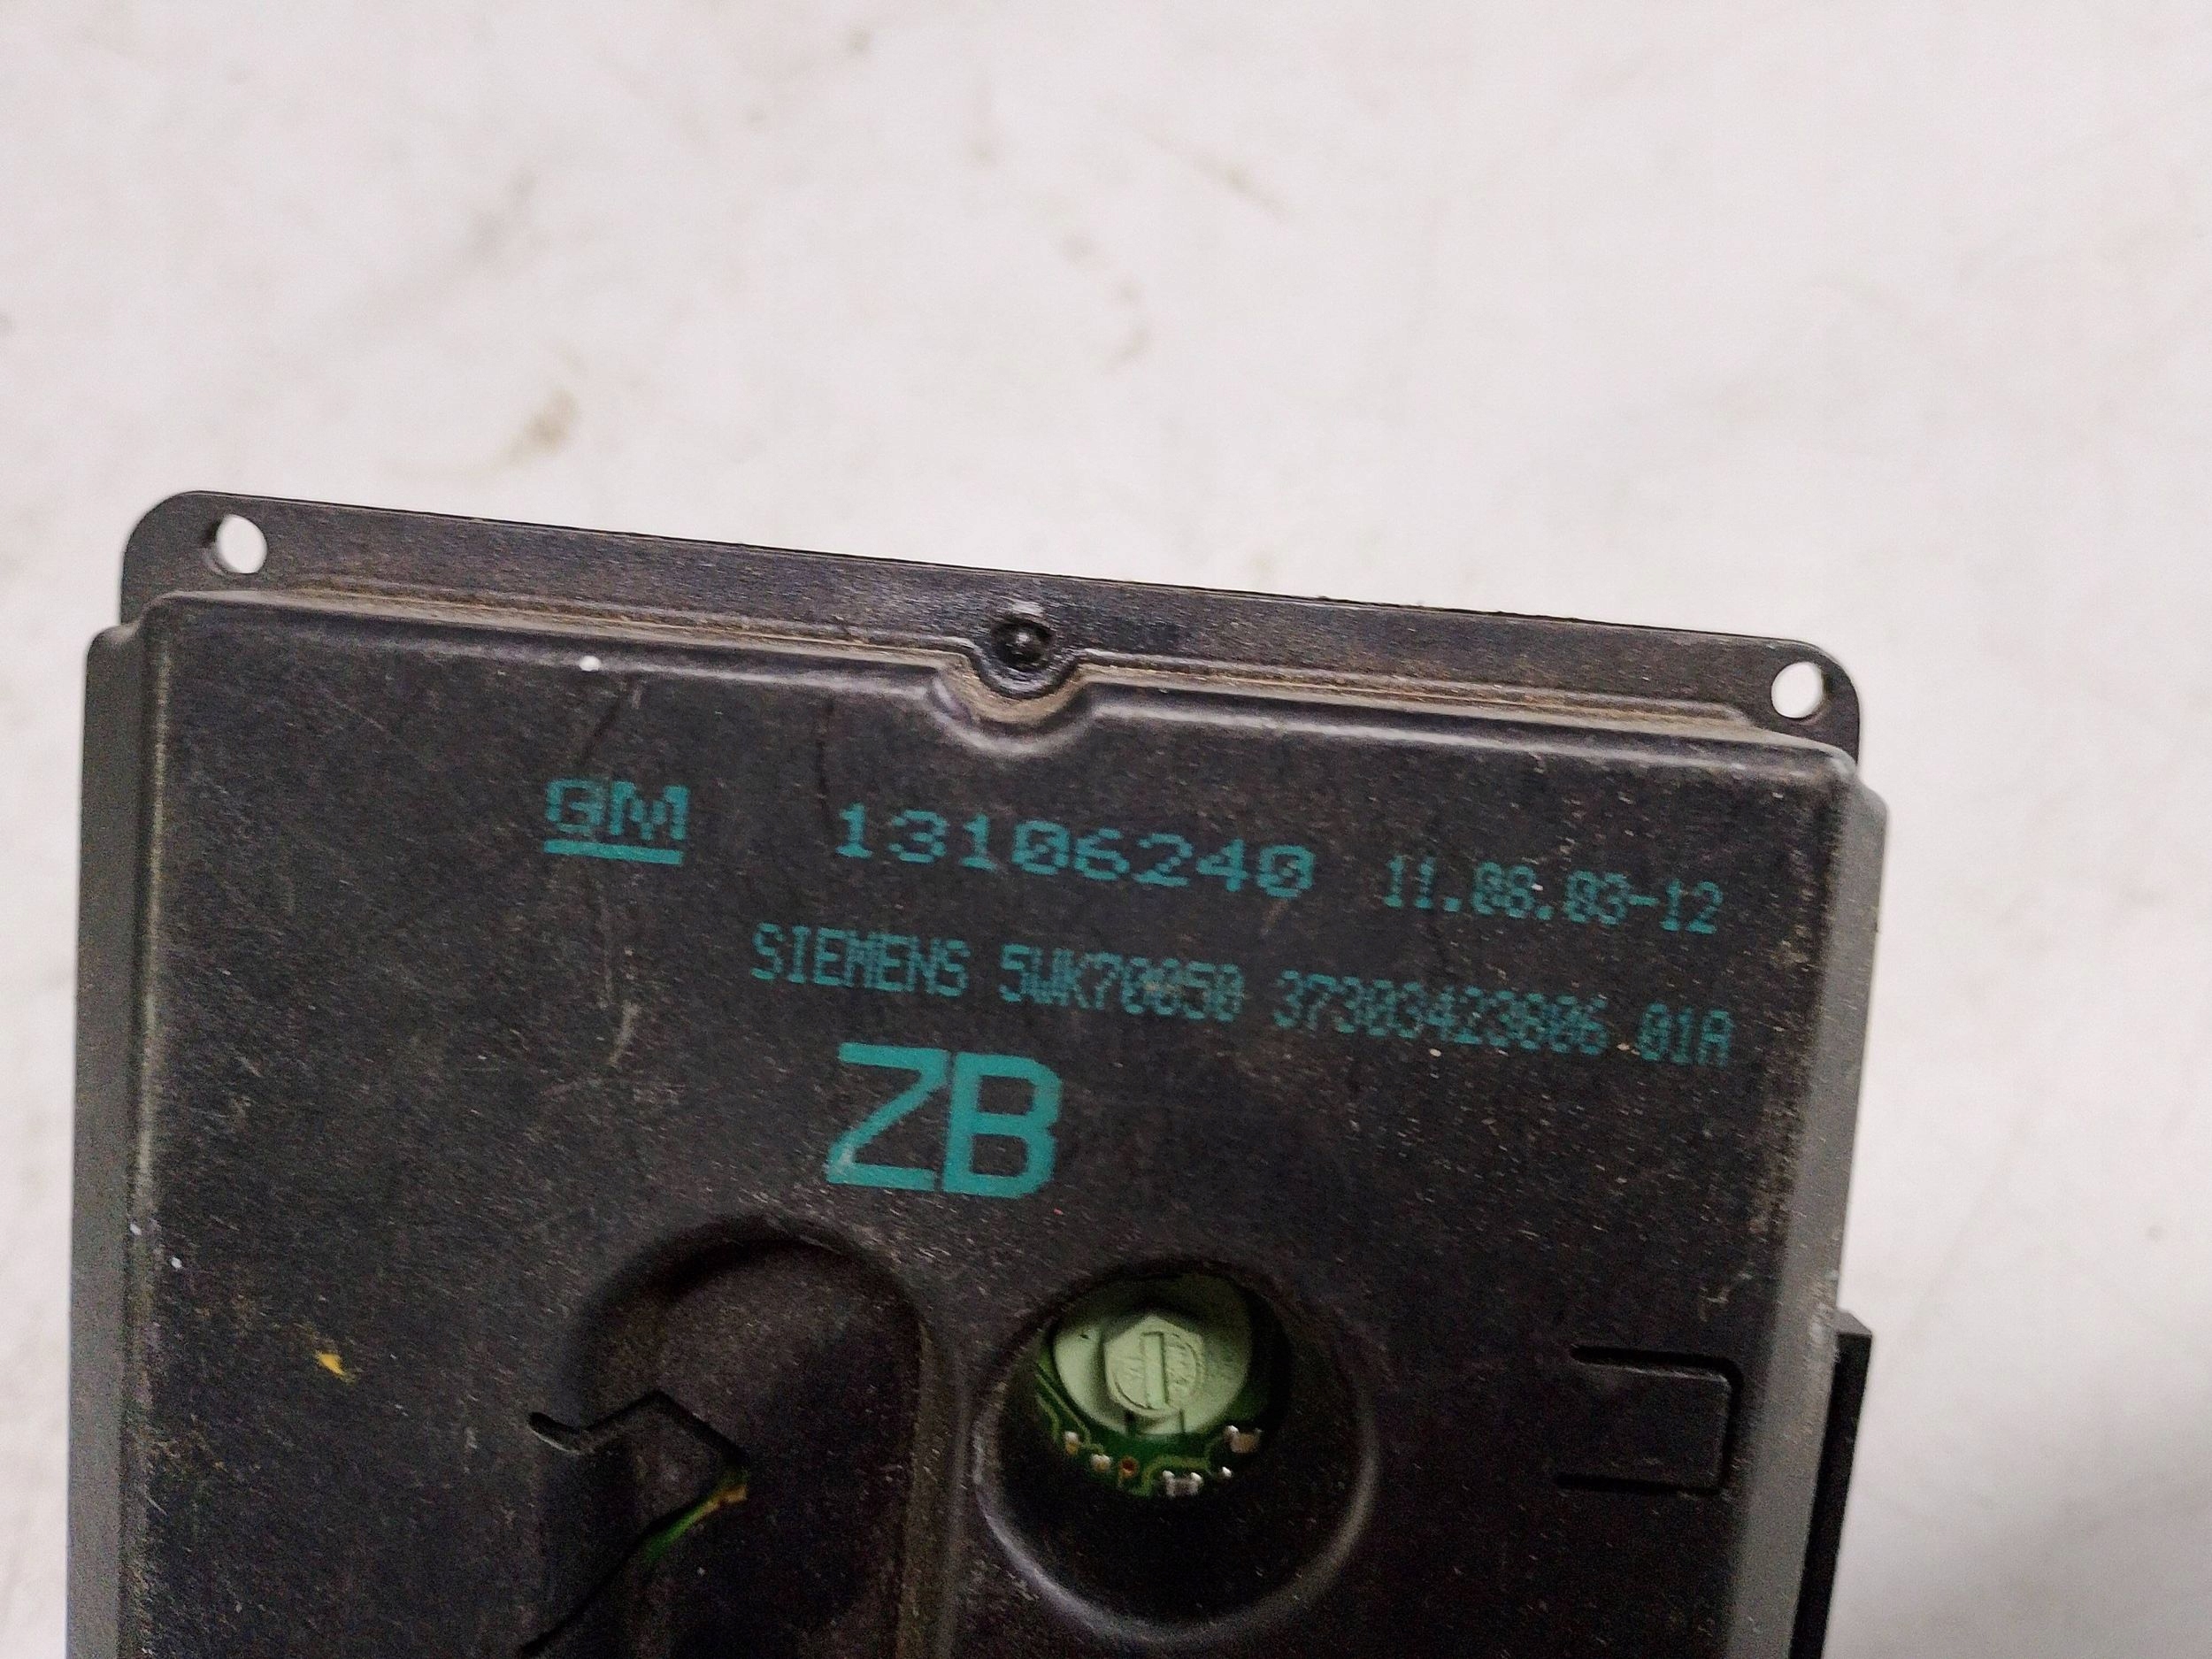 GM 13106240 11.08.03-12
SIEMENS 5WK70050 37303423806 01A
ZB